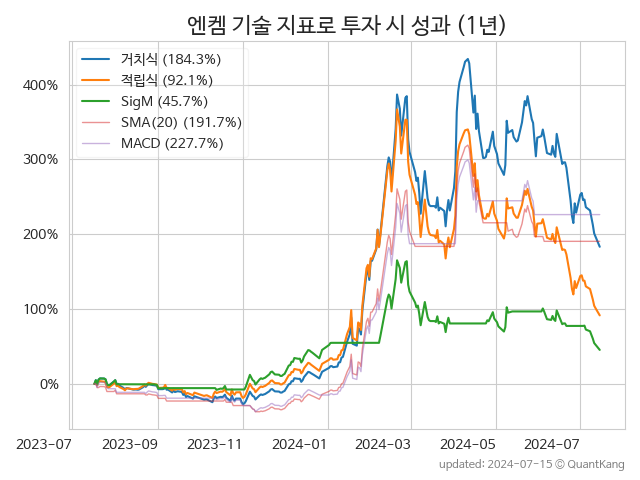 엔켐 기술 지표로 투자 시 성과 (1년)
거치식 (184.3%)
적립식 (92.1%)
SigM (45.7%)
SMA(20) (191.7%)
MACD (227.7%)
400%
300%
200%
100%
0%
2023-07 2023-09 2023-11 2024-01 2024-03 2024-05 2024-07
updated: 2024-07-15 © QuantKang